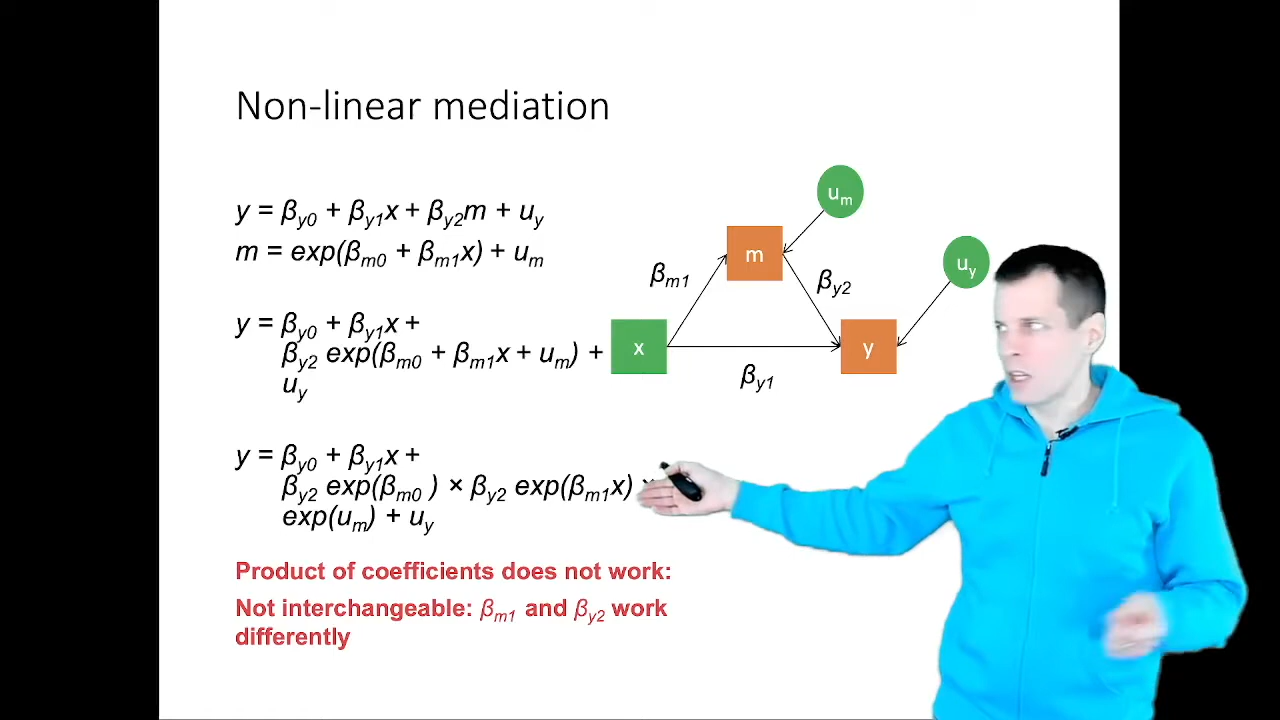 Non-linear mediation
y = βy0 + βy1x + βy2m + uy
m = exp(βm0 + βm1x) + um
y = βy0 + βy1x +
βy2 exp(βm0 + βm1x + um) +
uy
y = βy0 + βy1x +
βy2 exp(βm0 ) × βy2 exp(βm1x) ×
exp(um) + uy
Product of coefficients does not work:
Not interchangeable: βm1 and βy2 work
differently
um
m
uy
βm1
βy2
x
y
βy1